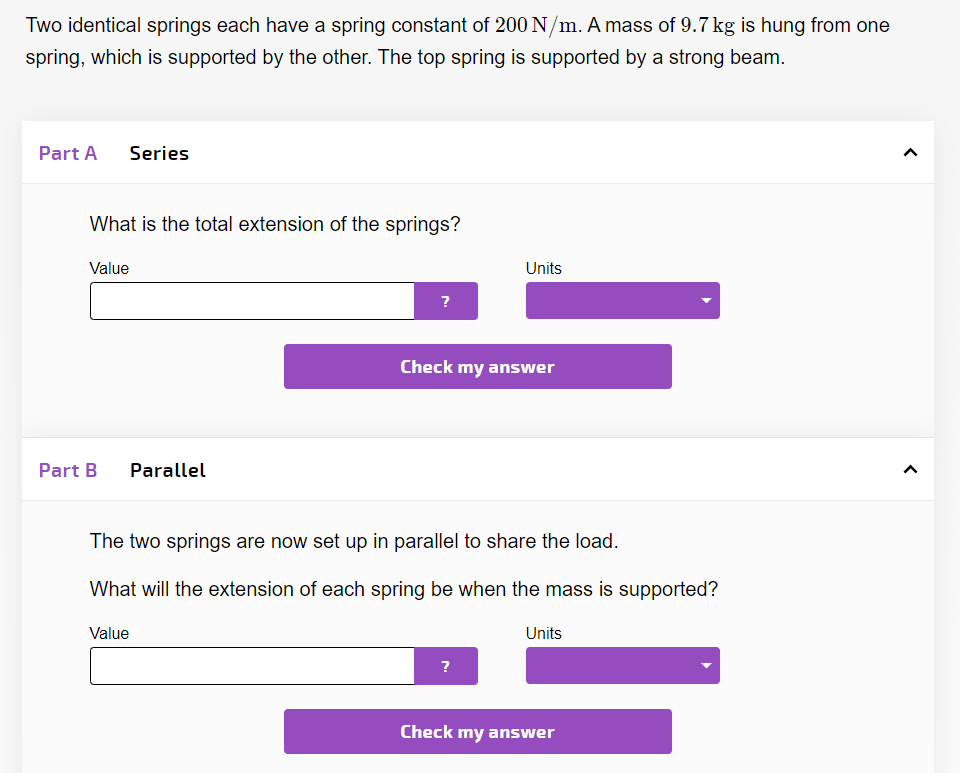 Two identical springs each have a spring constant of 200 N/m. A mass of 9.7 kg is hung from one
spring, which is supported by the other. The top spring is supported by a strong beam.
Part A Series
What is the total extension of the springs?
Value Units
?
Check my answer
Part B Parallel
The two springs are now set up in parallel to share the load.
What will the extension of each spring be when the mass is supported?
Value Units
?
Check my answer